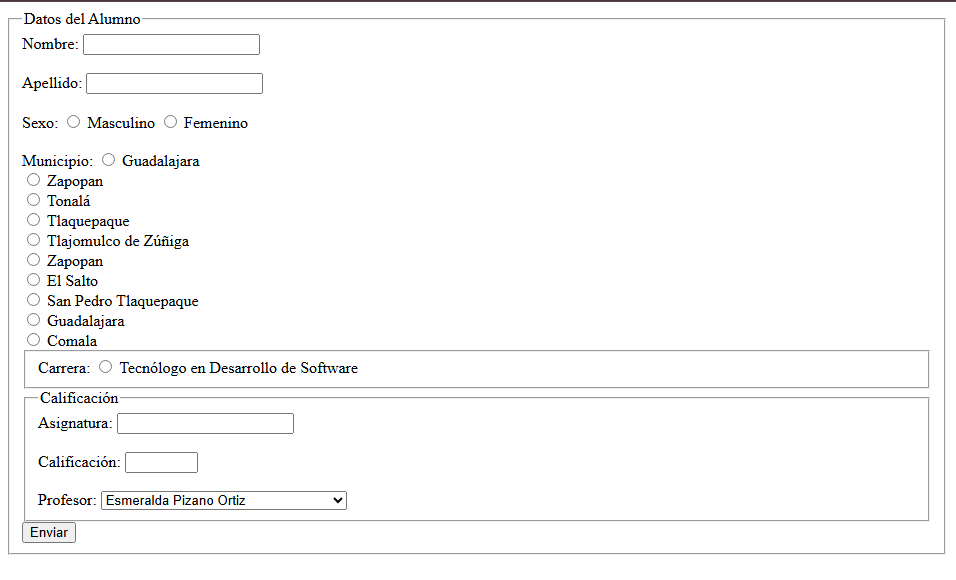 Datos del Alumno
Nombre:
Apellido:
Sexo: Masculino Femenino
Municipio: Guadalajara
Zapopan
Tonalá
Tlaquepaque
Tlajomulco de Zúñiga
Zapopan
El Salto
San Pedro Tlaquepaque
Guadalajara
Comala
Carrera: Tecnólogo en Desarrollo de Software
Calificación
Asignatura:
Calificación:
Profesor: Esmeralda Pizano Ortiz
Enviar